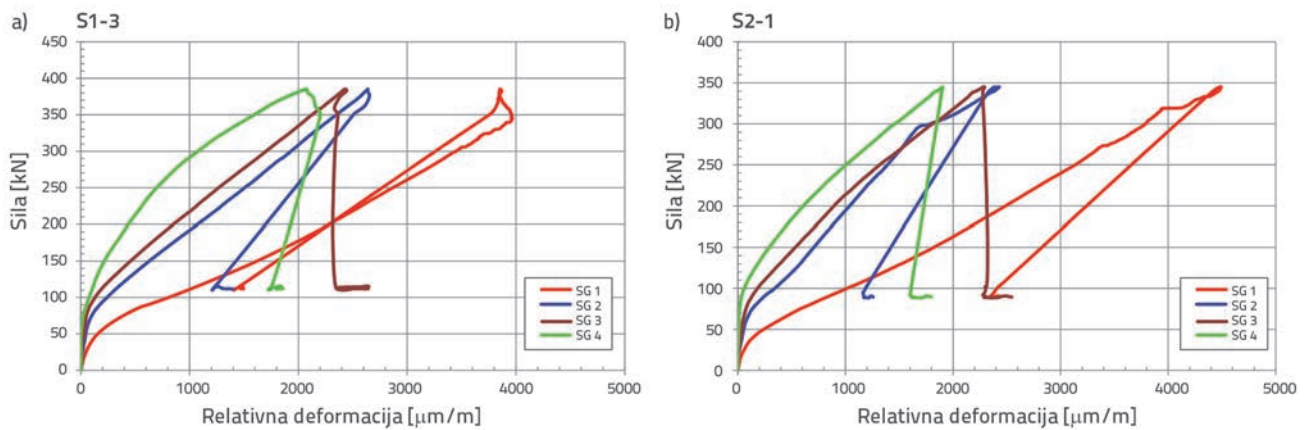 a) S1-3
Sila [kN]
450
400
350
300
250
200
150
100
50
0
0 1000 2000 3000 4000 5000
Relativna deformacija [µm/m]
SG 1
SG 2
SG 3
SG 4
b) S2-1
Sila [kN]
400
350
300
250
200
150
100
50
0
0 1000 2000 3000 4000 5000
Relativna deformacija [µm/m]
SG 1
SG 2
SG 3
SG 4